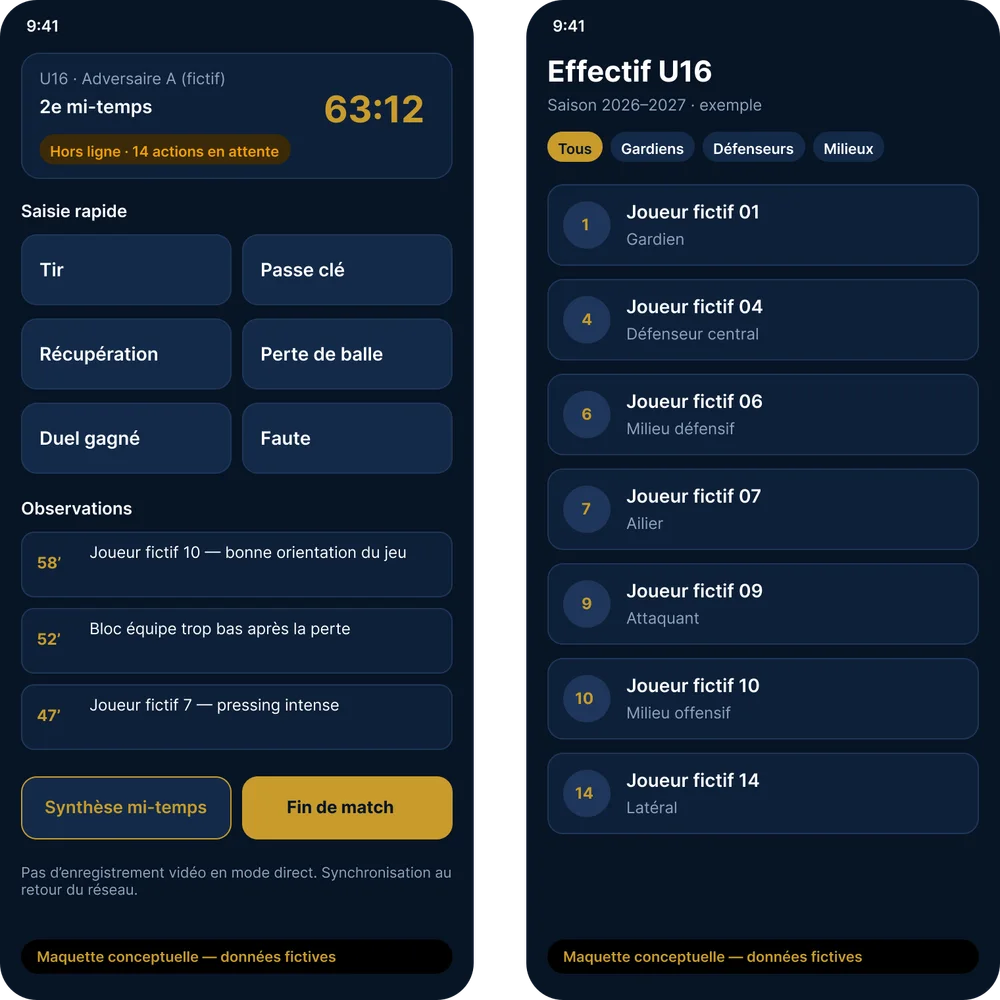 9:41
U16 · Adversaire A (fictif)
2e mi-temps
63:12
Hors ligne · 14 actions en attente
Saisie rapide
Tir
Passe clé
Récupération
Perte de balle
Duel gagné
Faute
Observations
58’
Joueur fictif 10 — bonne orientation du jeu
52’
Bloc équipe trop bas après la perte
47’
Joueur fictif 7 — pressing intense
Synthèse mi-temps
Fin de match
Pas d’enregistrement vidéo en mode direct. Synchronisation au
retour du réseau.
Maquette conceptuelle — données fictives
9:41
Effectif U16
Saison 2026–2027 · exemple
Tous
Gardiens
Défenseurs
Milieux
1
Joueur fictif 01
Gardien
4
Joueur fictif 04
Défenseur central
6
Joueur fictif 06
Milieu défensif
7
Joueur fictif 07
Ailier
9
Joueur fictif 09
Attaquant
10
Joueur fictif 10
Milieu offensif
14
Joueur fictif 14
Latéral
Maquette conceptuelle — données fictives